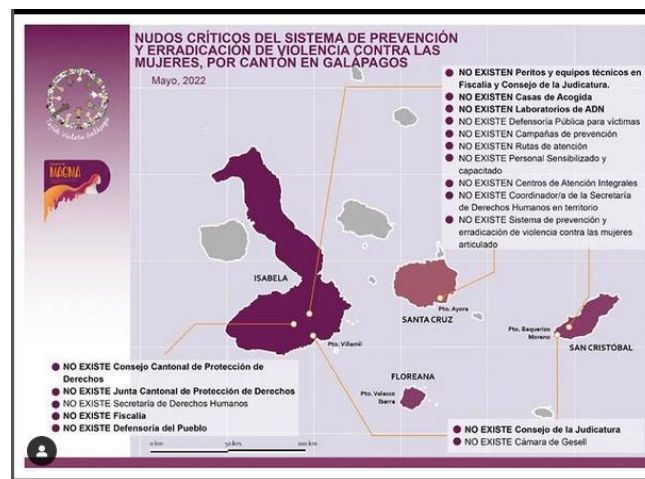 NUDOS CRÍTICOS DEL SISTEMA DE PREVENCIÓN
Y ERRADICACIÓN DE VIOLENCIA CONTRA LAS
MUJERES, POR CANTÓN EN GALÁPAGOS
Mayo, 2022
NO EXISTEN Peritos y equipos técnicos en
Fiscalía y Consejo de la Judicatura.
NO EXISTEN Casas de Acogida
NO EXISTEN Laboratorios de ADN
NO EXISTE Defensoría Pública para víctimas
NO EXISTEN Campañas de prevención
NO EXISTEN Rutas de atención
NO EXISTE Personal Sensibilizado y
capacitado
NO EXISTEN Centros de Atención Integrales
NO EXISTE Coordinador/a de la Secretaría
de Derechos Humanos en territorio
NO EXISTE Sistema de prevención y
erradicación de violencia contra las mujeres
articulado
MAGMA
ISABELA
Pto. Villamil
SANTA CRUZ
Pto. Ayora
Pto. Baquerizo
Moreno
SAN CRISTÓBAL
FLOREANA
Pto. Velasco
Ibarra
NO EXISTE Consejo Cantonal de Protección de
Derechos
NO EXISTE Junta Cantonal de Protección de Derechos
NO EXISTE Secretaría de Derechos Humanos
NO EXISTE Fiscalía
NO EXISTE Defensoría del Pueblo
NO EXISTE Consejo de la Judicatura
NO EXISTE Cámara de Gesell
0 km
50 km
100 km